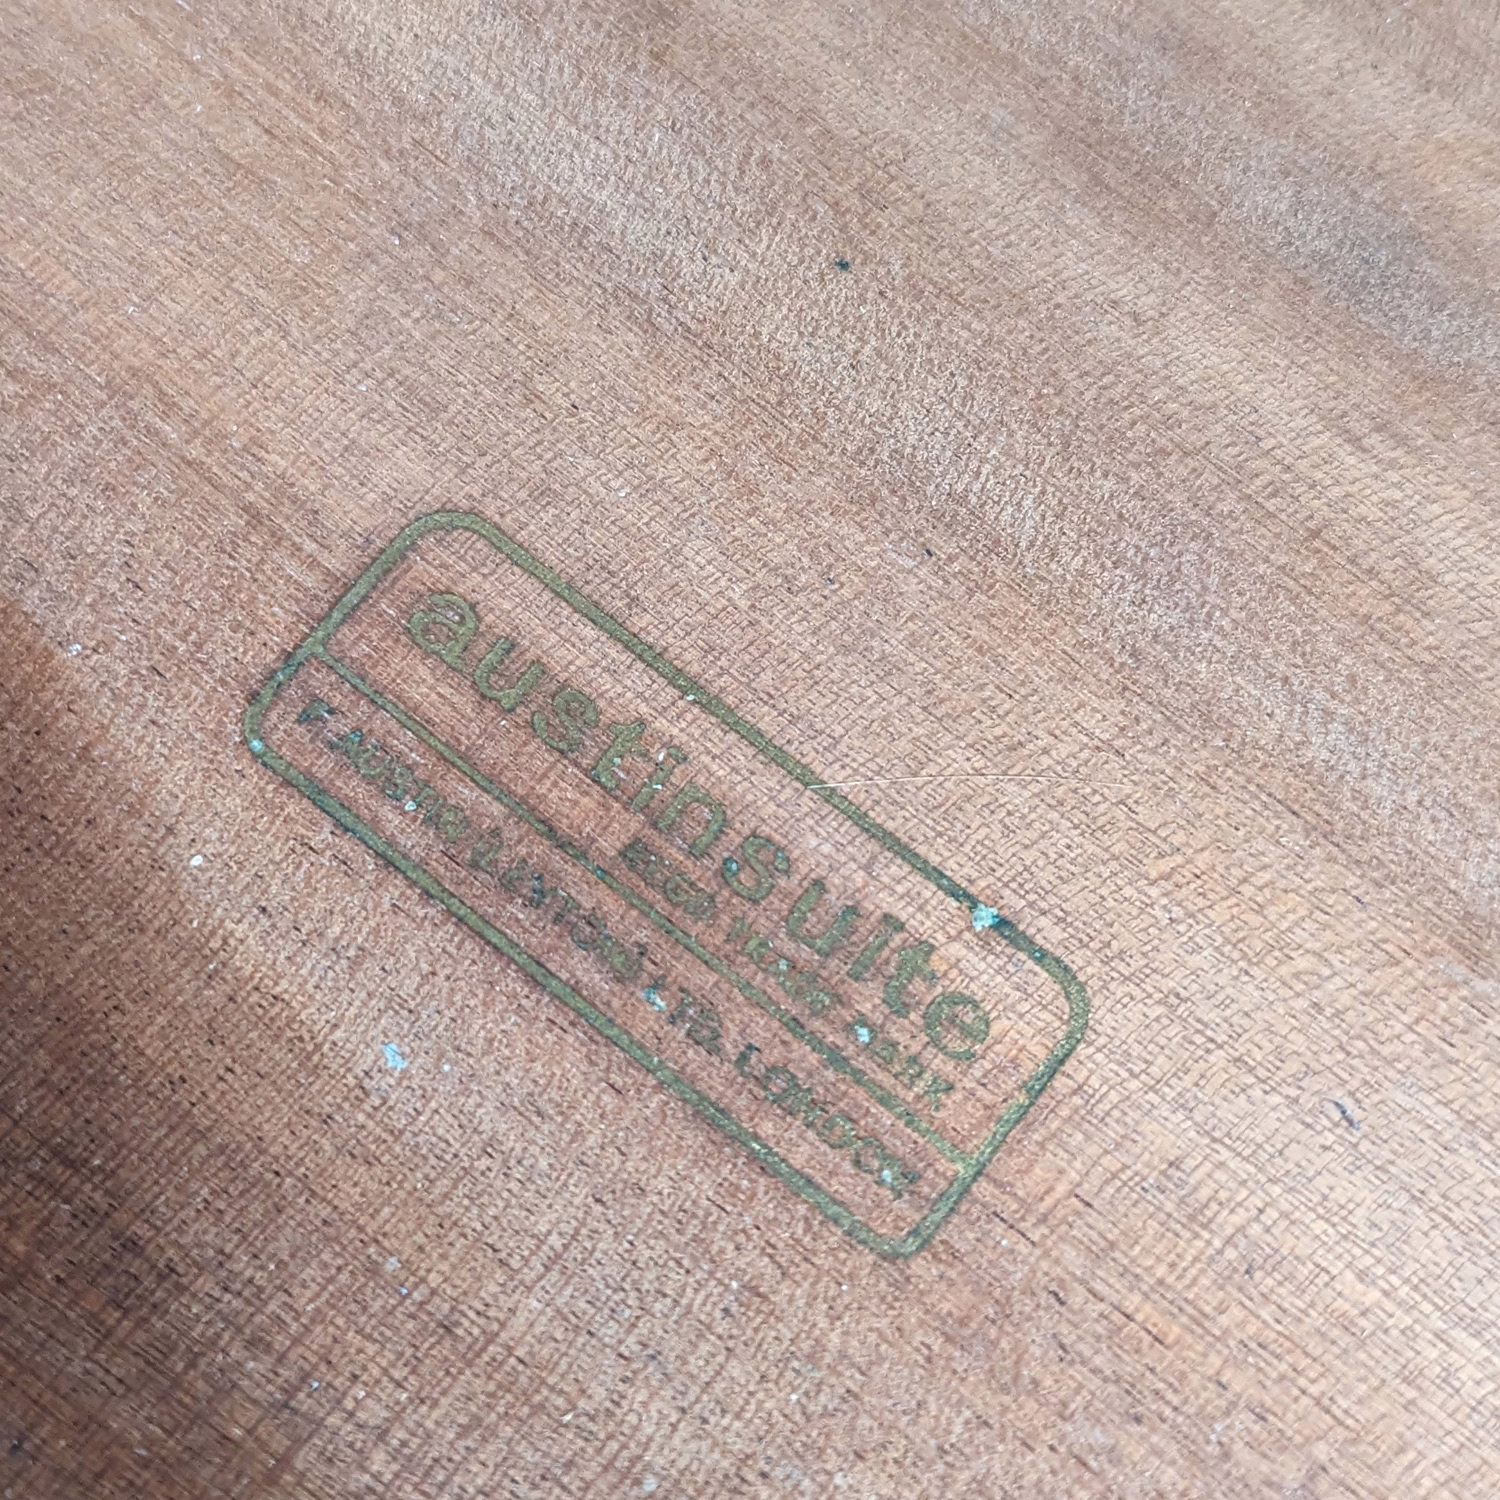 austinsuite
REGD TRADE MARK
F. AUSTIN (LEYTON) LTD. LONDON